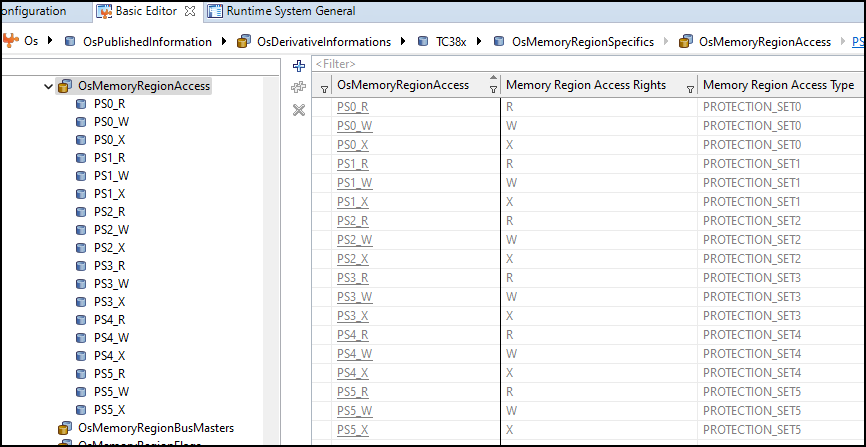 onfiguration Basic Editor Runtime System General
Os OsPublishedInformation OsDerivativeInformations TC38x OsMemoryRegionSpecifics OsMemoryRegionAccess PS
OsMemoryRegionAccess
PS0_R
PS0_W
PS0_X
PS1_R
PS1_W
PS1_X
PS2_R
PS2_W
PS2_X
PS3_R
PS3_W
PS3_X
PS4_R
PS4_W
PS4_X
PS5_R
PS5_W
PS5_X
OsMemoryRegionBusMasters
<Filter>
OsMemoryRegionAccess Memory Region Access Rights Memory Region Access Type
PS0_R R PROTECTION_SET0
PS0_W W PROTECTION_SET0
PS0_X X PROTECTION_SET0
PS1_R R PROTECTION_SET1
PS1_W W PROTECTION_SET1
PS1_X X PROTECTION_SET1
PS2_R R PROTECTION_SET2
PS2_W W PROTECTION_SET2
PS2_X X PROTECTION_SET2
PS3_R R PROTECTION_SET3
PS3_W W PROTECTION_SET3
PS3_X X PROTECTION_SET3
PS4_R R PROTECTION_SET4
PS4_W W PROTECTION_SET4
PS4_X X PROTECTION_SET4
PS5_R R PROTECTION_SET5
PS5_W W PROTECTION_SET5
PS5_X X PROTECTION_SET5